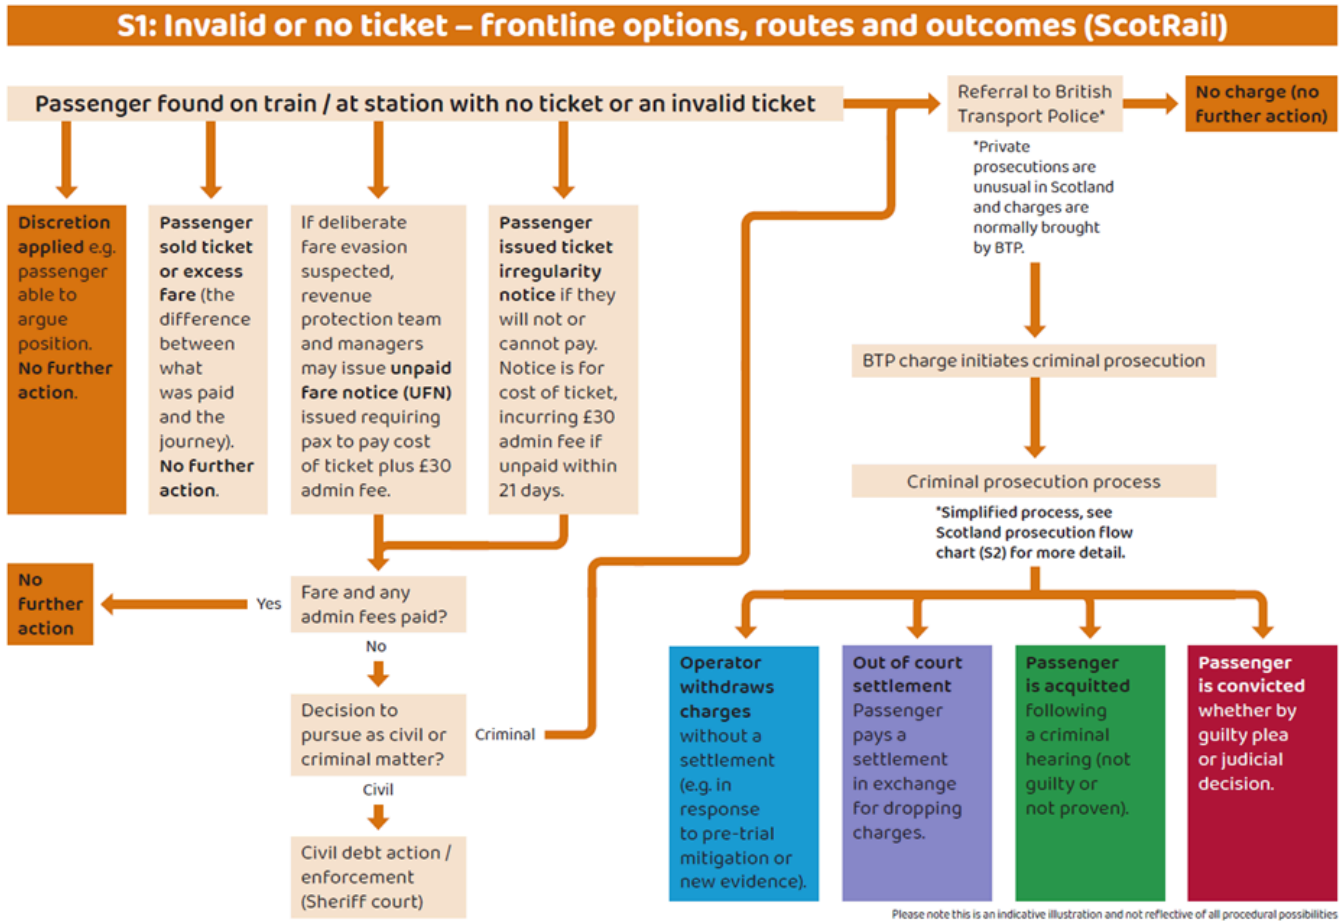 S1: Invalid or no ticket – frontline options, routes and outcomes (ScotRail)
Passenger found on train / at station with no ticket or an invalid ticket
Referral to British
Transport Police*
No charge (no
further action)
*Private
prosecutions are
unusual in Scotland
and charges are
normally brought
by BTP.
Discretion
applied e.g.
passenger
able to
argue
position.
No further
action.
Passenger
sold ticket
or excess
fare (the
difference
between
what
was paid
and the
journey).
No further
action.
If deliberate
fare evasion
suspected,
revenue
protection team
and managers
may issue unpaid
fare notice (UFN)
issued requiring
pax to pay cost
of ticket plus £30
admin fee.
Passenger
issued ticket
irregularity
notice if they
will not or
cannot pay.
Notice is for
cost of ticket,
incurring £30
admin fee if
unpaid within
21 days.
BTP charge initiates criminal prosecution
Criminal prosecution process
*Simplified process, see
Scotland prosecution flow
chart (S2) for more detail.
No
further
action
Yes
Fare and any
admin fees paid?
No
Decision to
pursue as civil or
criminal matter?
Criminal
Civil
Civil debt action /
enforcement
(Sheriff court)
Operator
withdraws
charges
without a
settlement
(e.g. in
response
to pre-trial
mitigation or
new evidence).
Out of court
settlement
Passenger
pays a
settlement
in exchange
for dropping
charges.
Passenger
is acquitted
following
a criminal
hearing (not
guilty or
not proven).
Passenger
is convicted
whether by
guilty plea
or judicial
decision.
Please note this is an indicative illustration and not reflective of all procedural possibilities